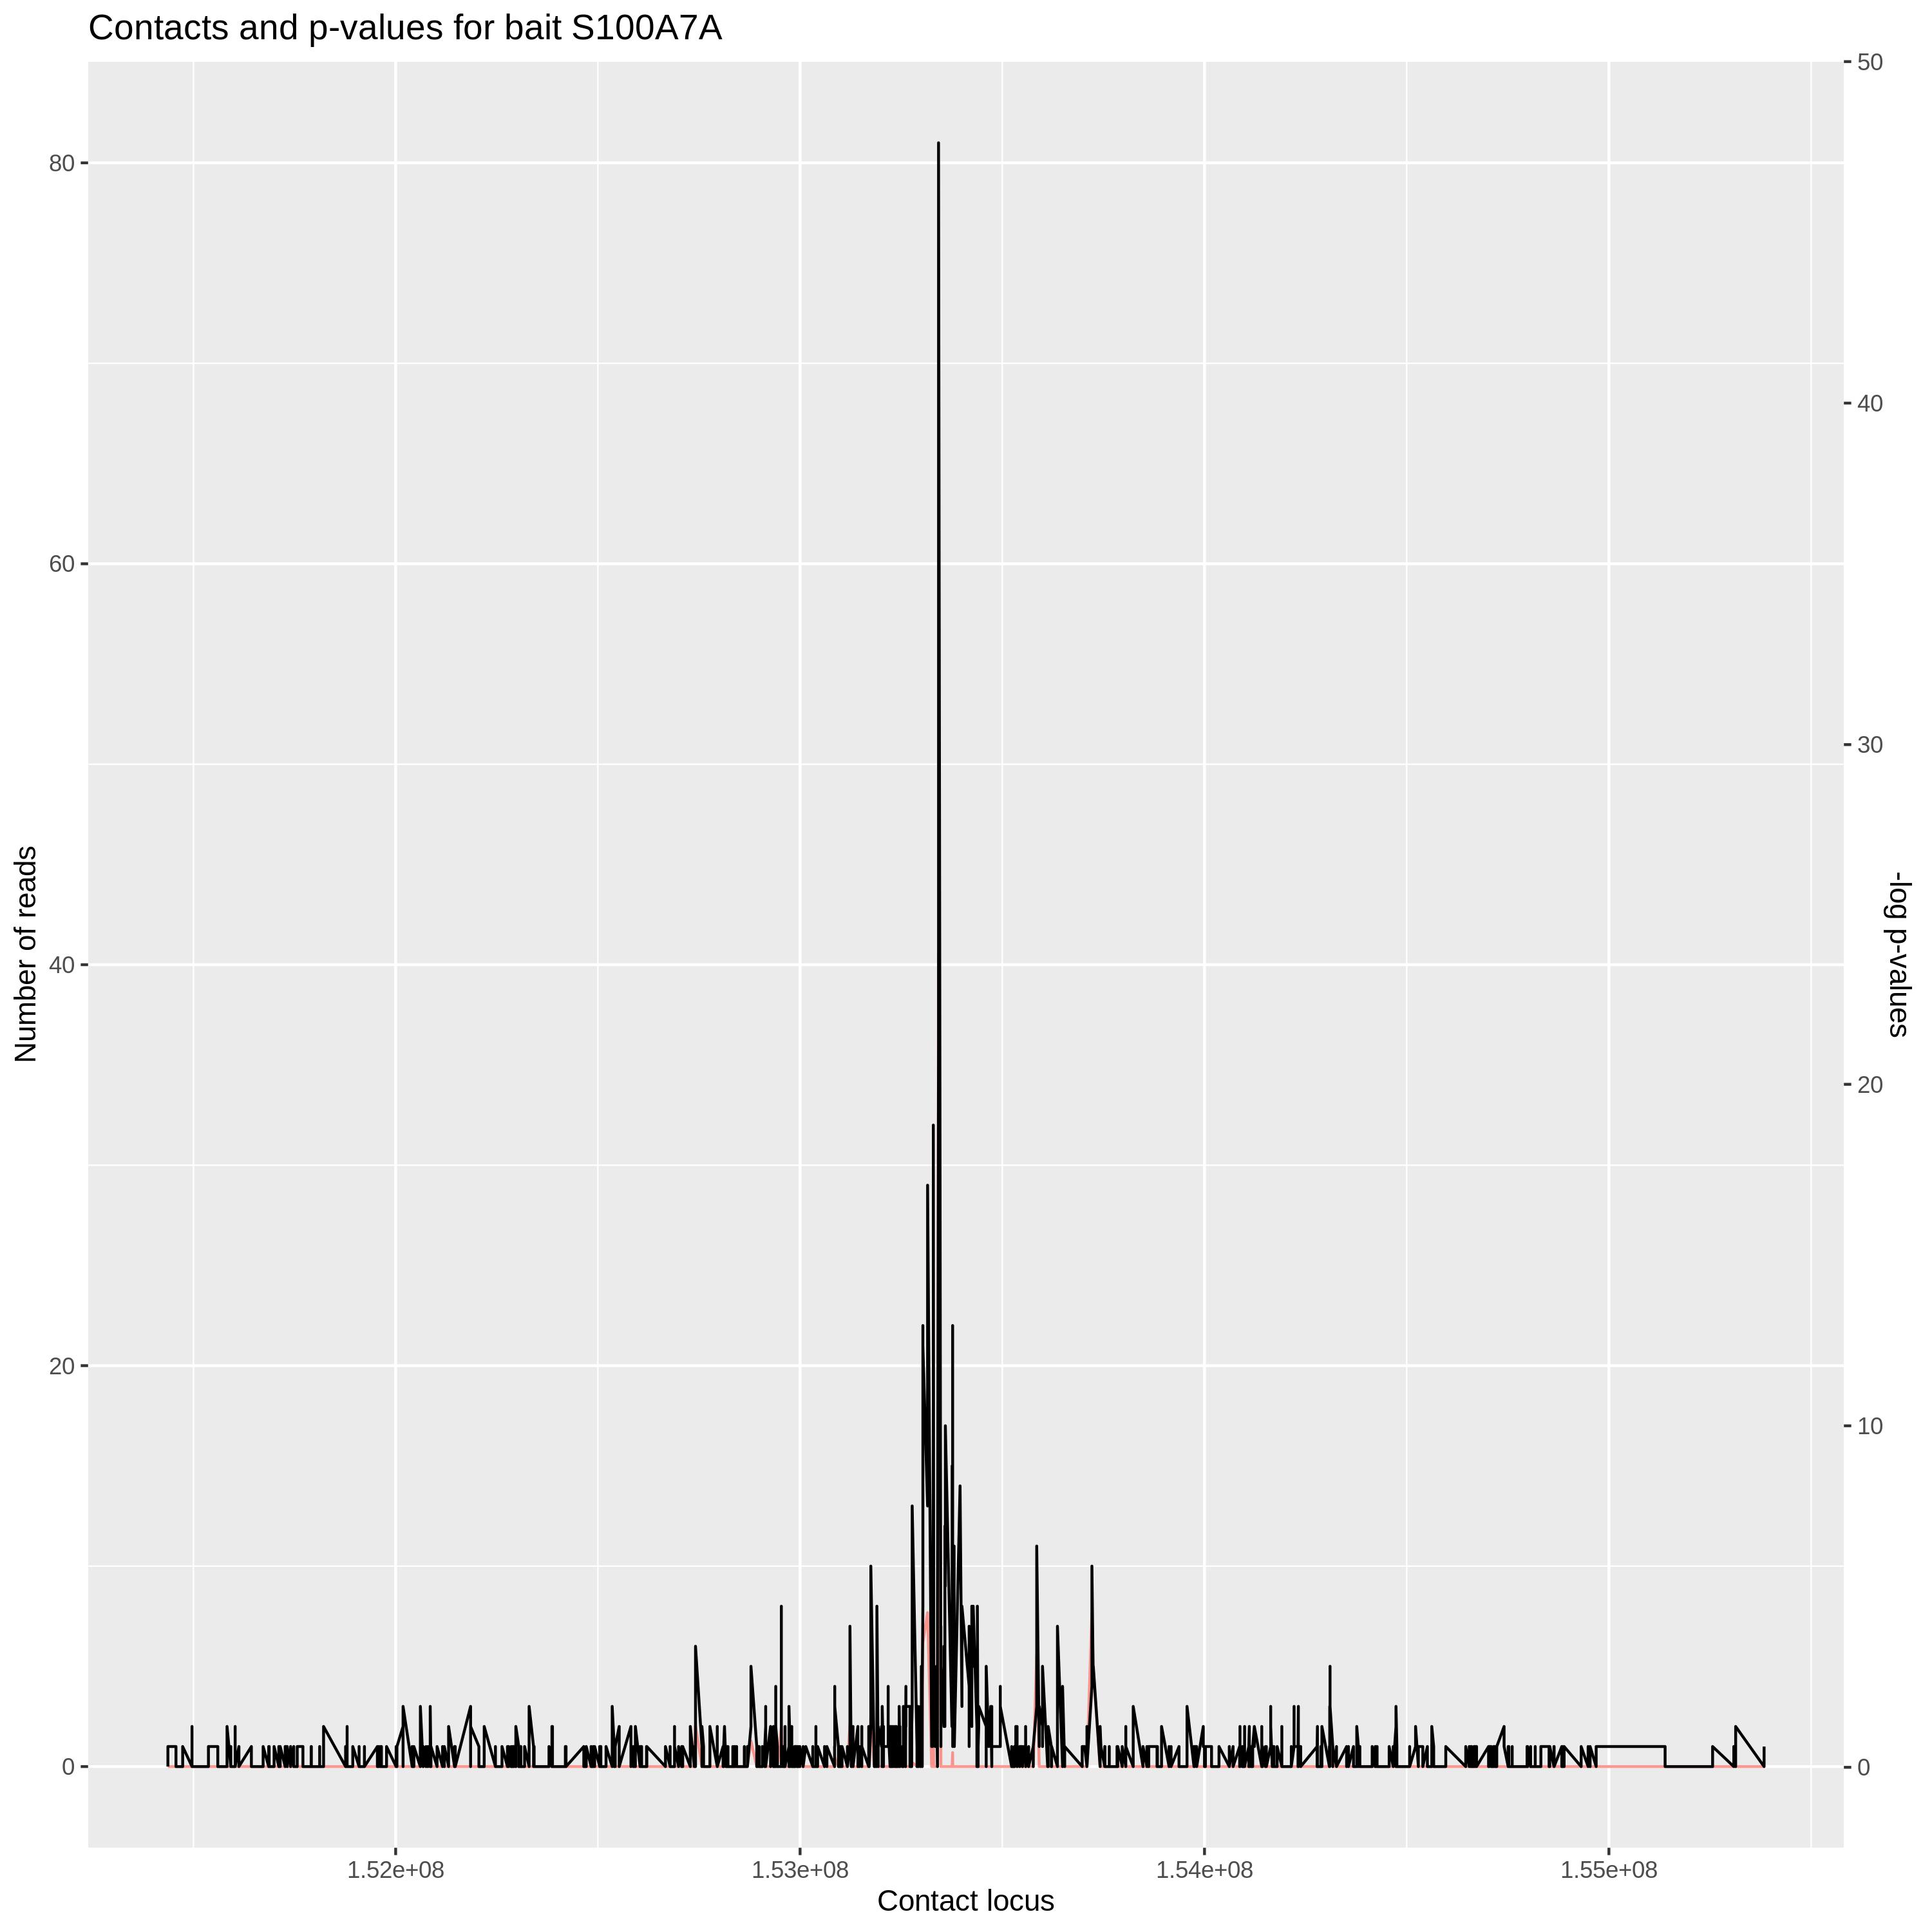 Contacts and p-values for bait S100A7A
50
80
40
60
30
Number of reads
-log p-values
40
20
20
10
0
0
1.52e+08
1.53e+08
1.54e+08
1.55e+08
Contact locus